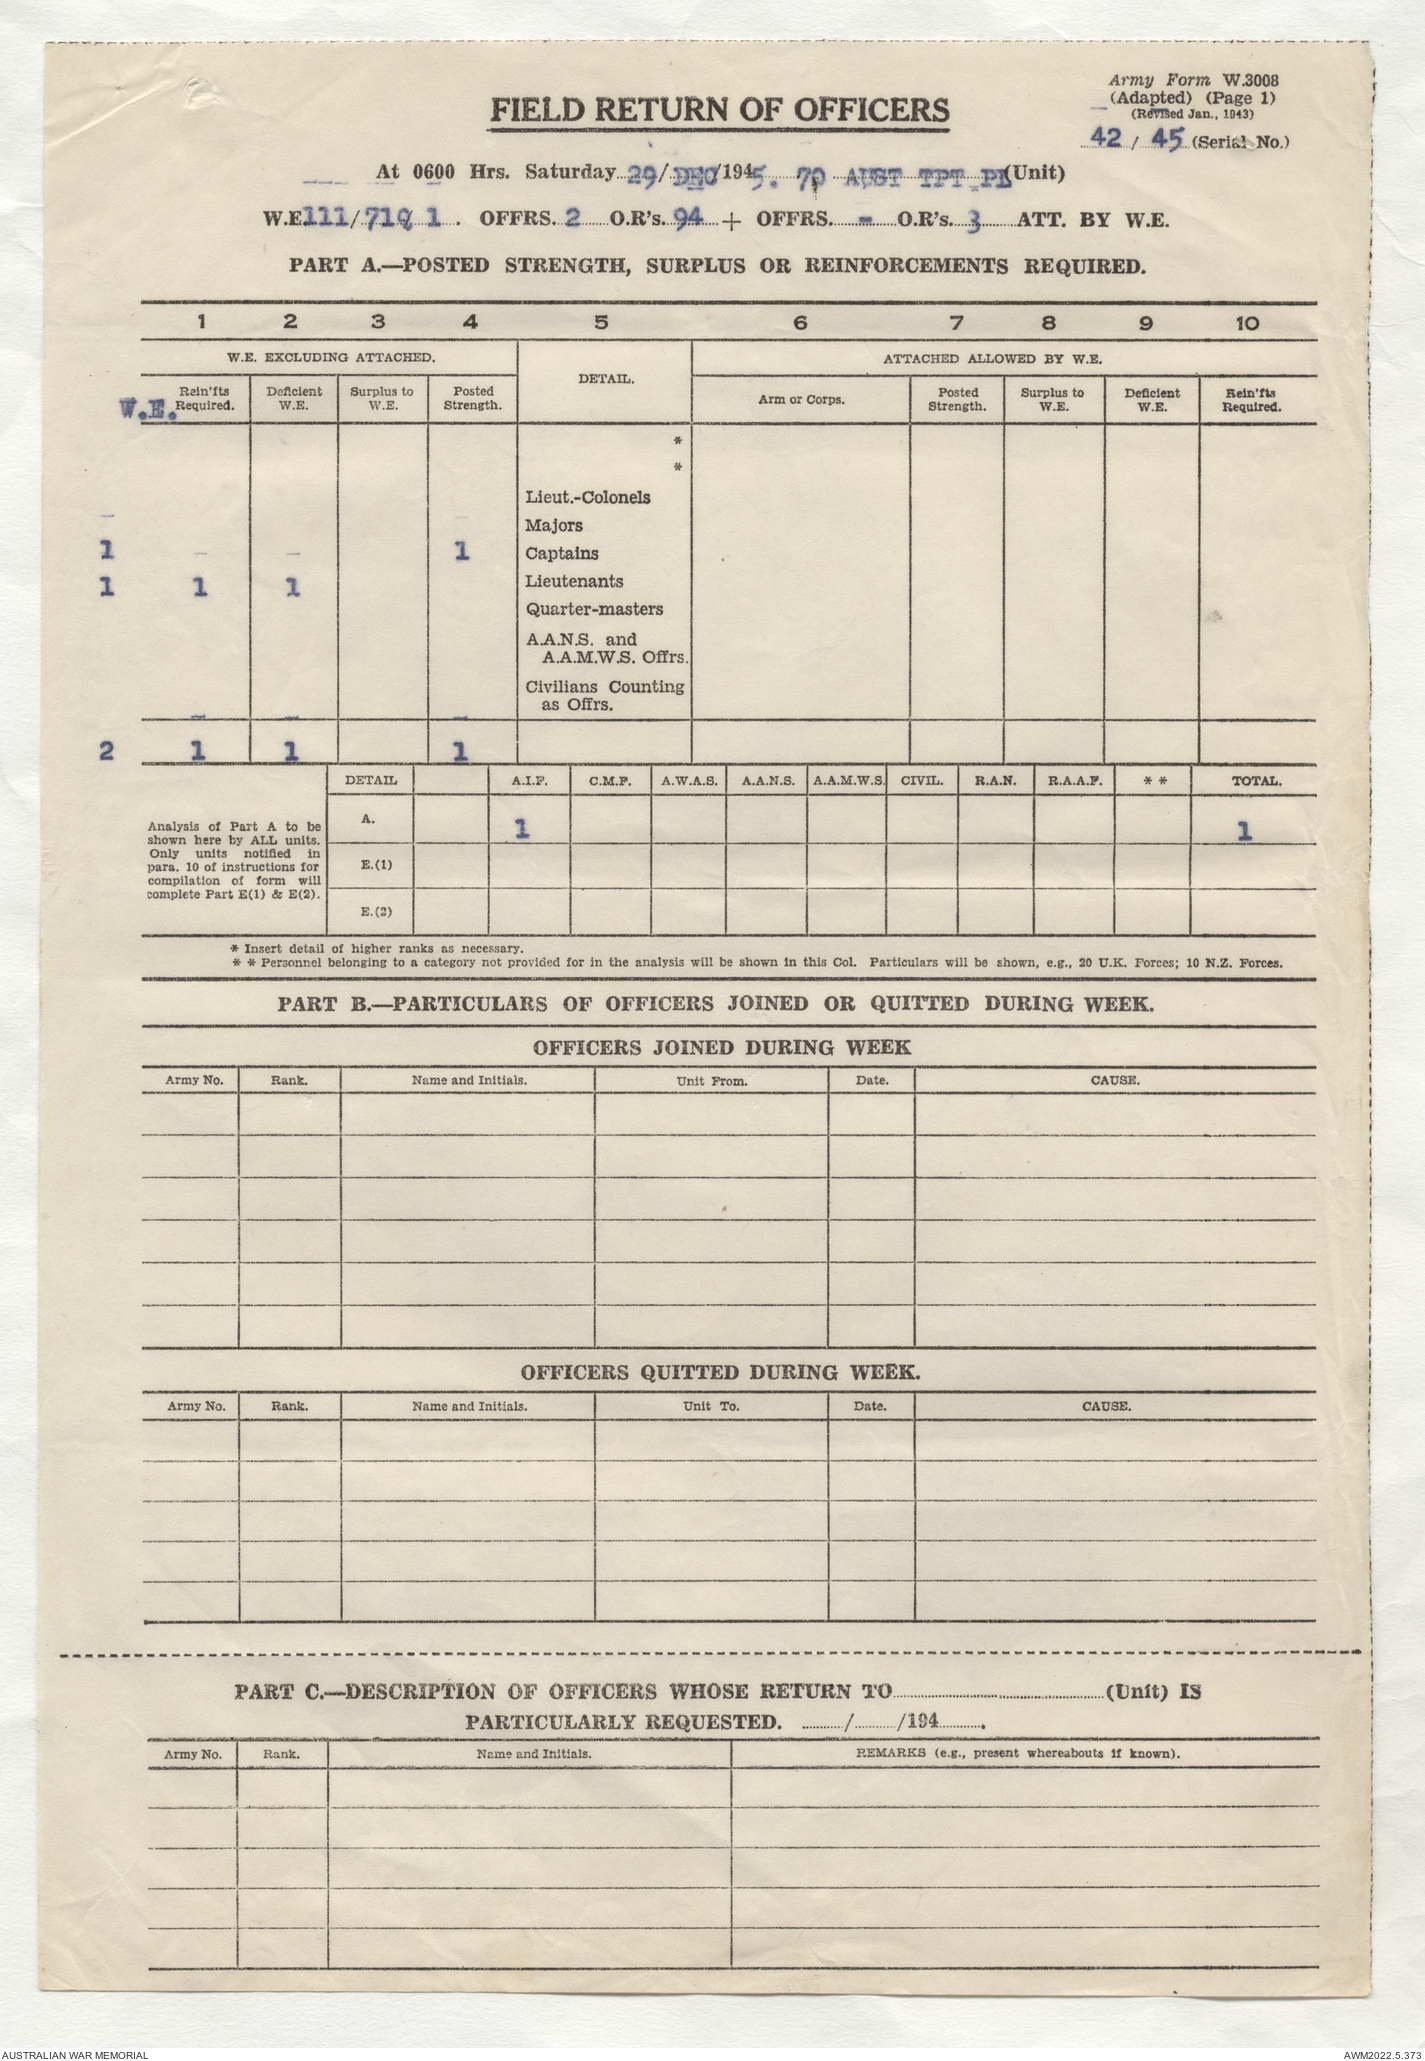 Army Form W.3008
(Adapted) (Page 1)
(Revised Jan., 1943)
42 / 45 (Serial No.)
FIELD RETURN OF OFFICERS
At 0600 Hrs. Saturday 29/ DEC /1945. 70 AUST TPT PL (Unit)
W.E 111/ 719/ 1 . OFFRS. 2 O.R's. 94 + OFFRS. - O.R's. 3 ATT. BY W.E.
PART A.—POSTED STRENGTH, SURPLUS OR REINFORCEMENTS REQUIRED.
1 2 3 4 5 6 7 8 9 10
W.E. EXCLUDING ATTACHED. DETAIL. ATTACHED ALLOWED BY W.E.
W.E. Rein'fts Required. Deficient W.E. Surplus to W.E. Posted Strength. Arm or Corps. Posted Strength. Surplus to W.E. Deficient W.E. Rein'fts Required.
*
*
Lieut.-Colonels
– – Majors
1 – – 1 Captains
1 1 1 Lieutenants
Quarter-masters
A.A.N.S. and
A.A.M.W.S. Offrs.
Civilians Counting
as Offrs.
2 1 1 1
DETAIL A.I.F. C.M.F. A.W.A.S. A.A.N.S. A.A.M.W.S. CIVIL. R.A.N. R.A.A.F. * * TOTAL.
Analysis of Part A to be
shown here by ALL units.
Only units notified in
para. 10 of instructions for
compilation of form will
complete Part E(1) & E(2).
A. 1 1
E.(1)
E.(2)
* Insert detail of higher ranks as necessary.
* * Personnel belonging to a category not provided for in the analysis will be shown in this Col. Particulars will be shown, e.g., 20 U.K. Forces; 10 N.Z. Forces.
PART B.—PARTICULARS OF OFFICERS JOINED OR QUITTED DURING WEEK.
OFFICERS JOINED DURING WEEK
Army No. Rank. Name and Initials. Unit From. Date. CAUSE.
OFFICERS QUITTED DURING WEEK.
Army No. Rank. Name and Initials. Unit To. Date. CAUSE.
PART C.—DESCRIPTION OF OFFICERS WHOSE RETURN TO (Unit) IS
PARTICULARLY REQUESTED. / /194 .
Army No. Rank. Name and Initials. REMARKS (e.g., present whereabouts if known).
AUSTRALIAN WAR MEMORIAL AWM2022.5.373